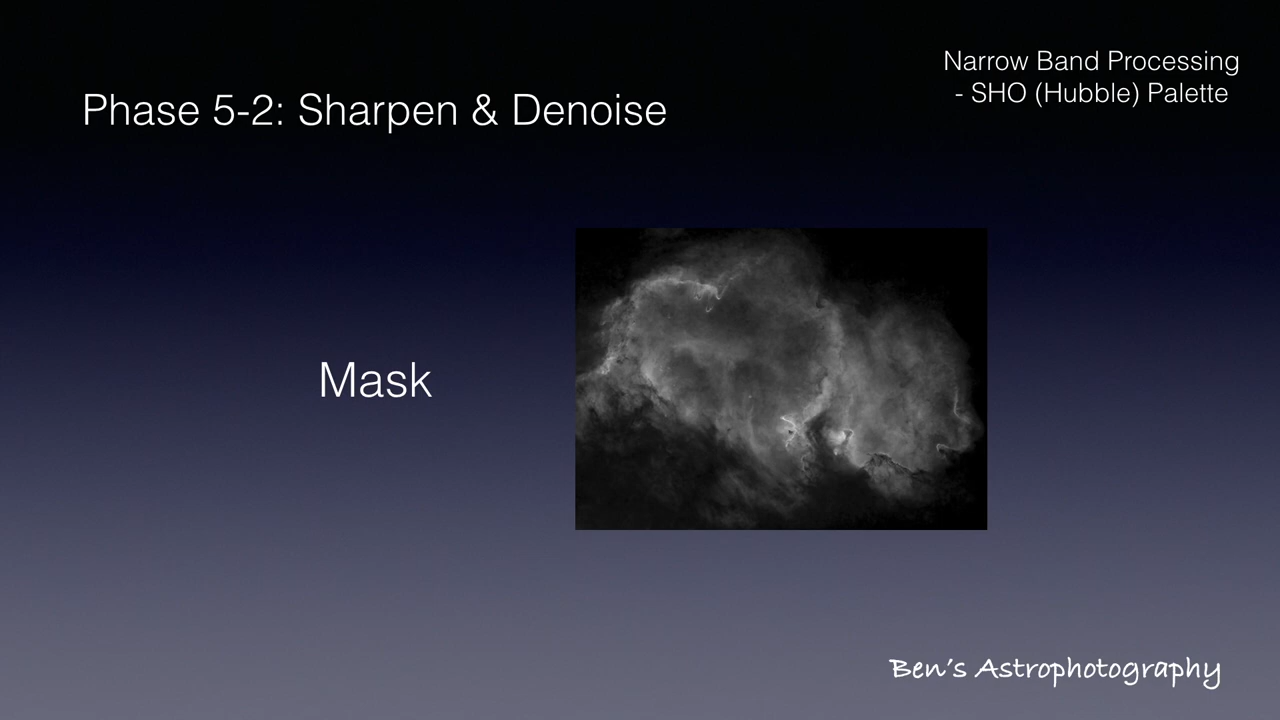 Narrow Band Processing
- SHO (Hubble) Palette
Phase 5-2: Sharpen & Denoise
Mask
Ben's Astrophotography